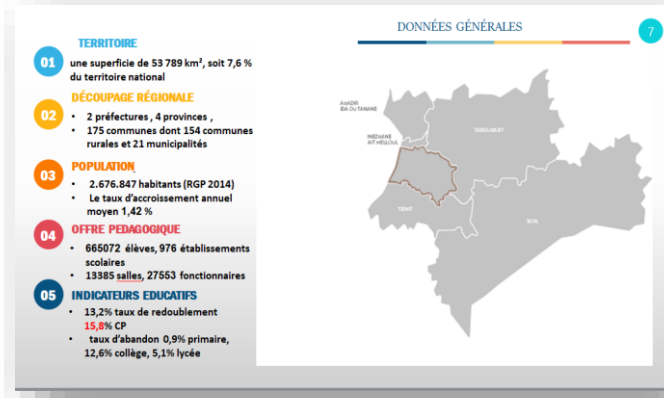 DONNÉES GÉNÉRALES
7
01
TERRITOIRE
une superficie de 53 789 km², soit 7,6 %
du territoire national
02
DÉCOUPAGE RÉGIONALE
• 2 préfectures , 4 provinces ,
• 175 communes dont 154 communes
rurales et 21 municipalités
03
POPULATION
• 2.676.847 habitants (RGP 2014)
• Le taux d'accroissement annuel
moyen 1,42 %
04
OFFRE PEDAGOGIQUE
• 665072 élèves, 976 établissements
scolaires
• 13385 salles, 27553 fonctionnaires
05
INDICATEURS EDUCATIFS
• 13,2% taux de redoublement
15,8% CP
• taux d'abandon 0,9% primaire,
12,6% collège, 5,1% lycée
AGADIR
IDA OU TANANE
INEZGANE
AIT MELLOUL
TAROUDANT
TIZNIT
TATA